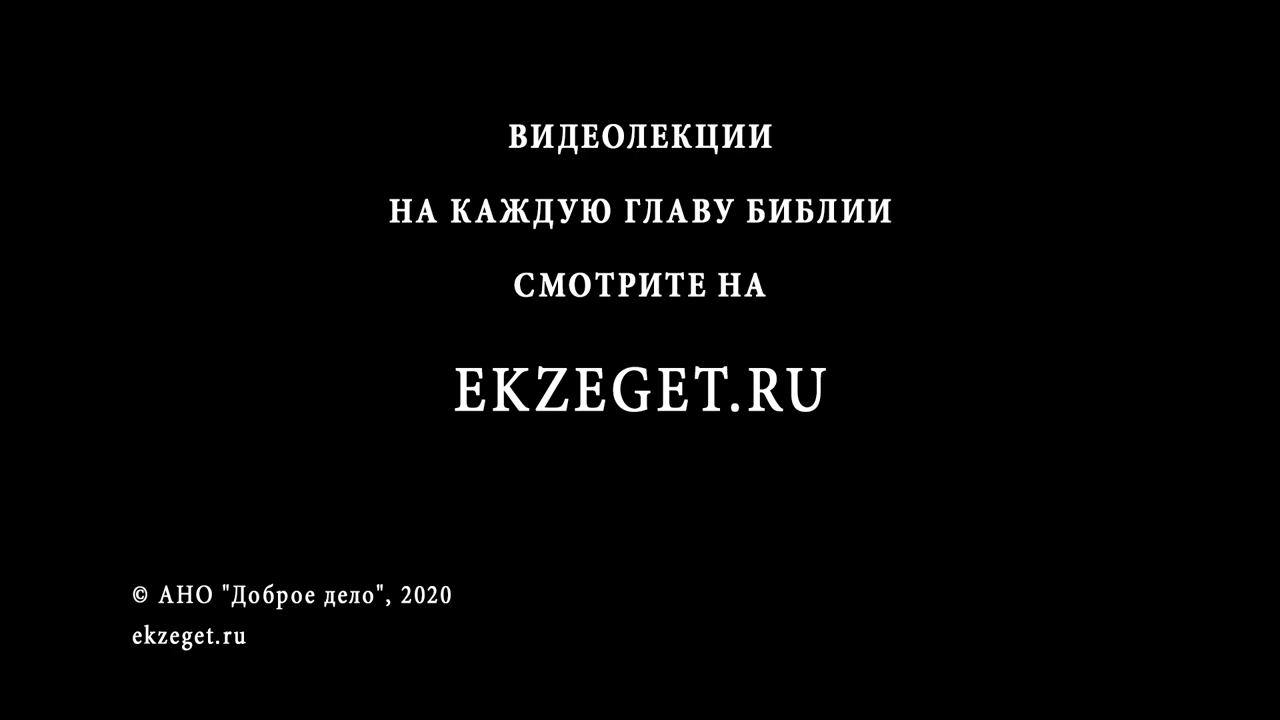 ВИДЕОЛЕКЦИИ
НА КАЖДУЮ ГЛАВУ БИБЛИИ
СМОТРИТЕ НА
EKZEGET.RU
© АНО "Доброе дело", 2020
ekzeget.ru